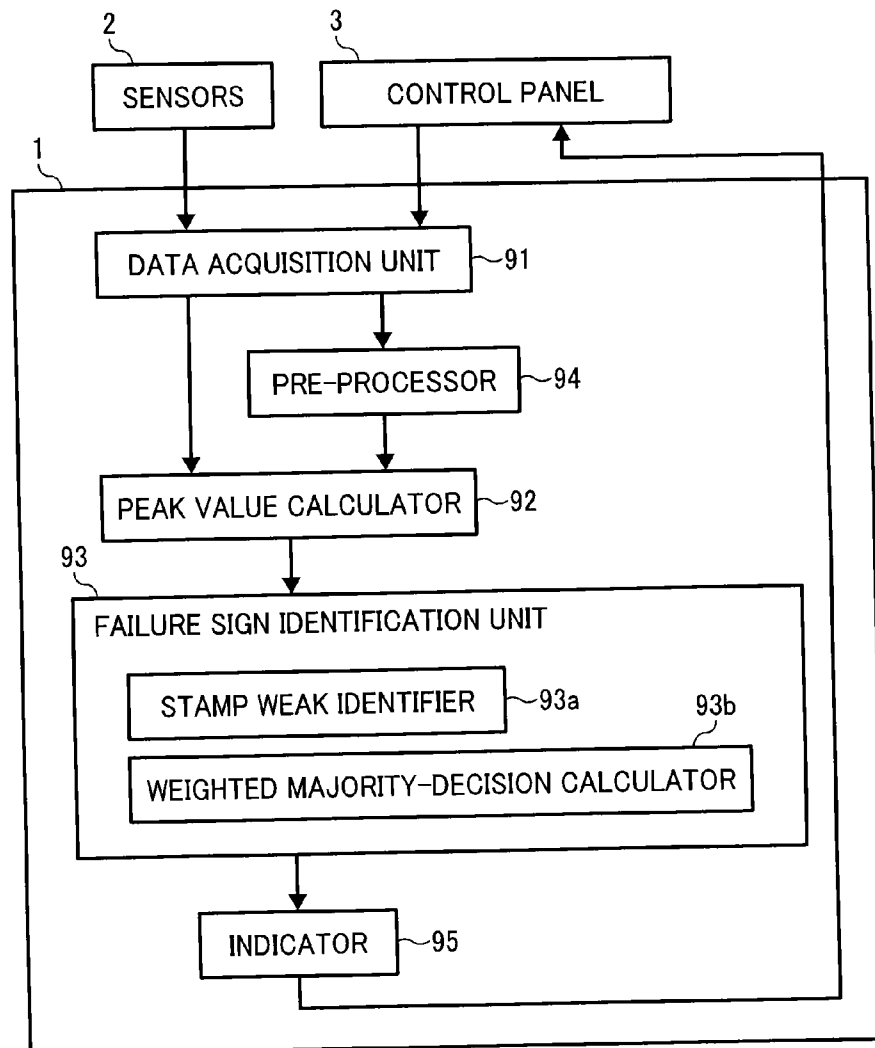 2
3
SENSORS
CONTROL PANEL
1
DATA ACQUISITION UNIT
91
PRE-PROCESSOR
94
PEAK VALUE CALCULATOR
92
93
FAILURE SIGN IDENTIFICATION UNIT
STAMP WEAK IDENTIFIER
93a
93b
WEIGHTED MAJORITY-DECISION CALCULATOR
INDICATOR
95